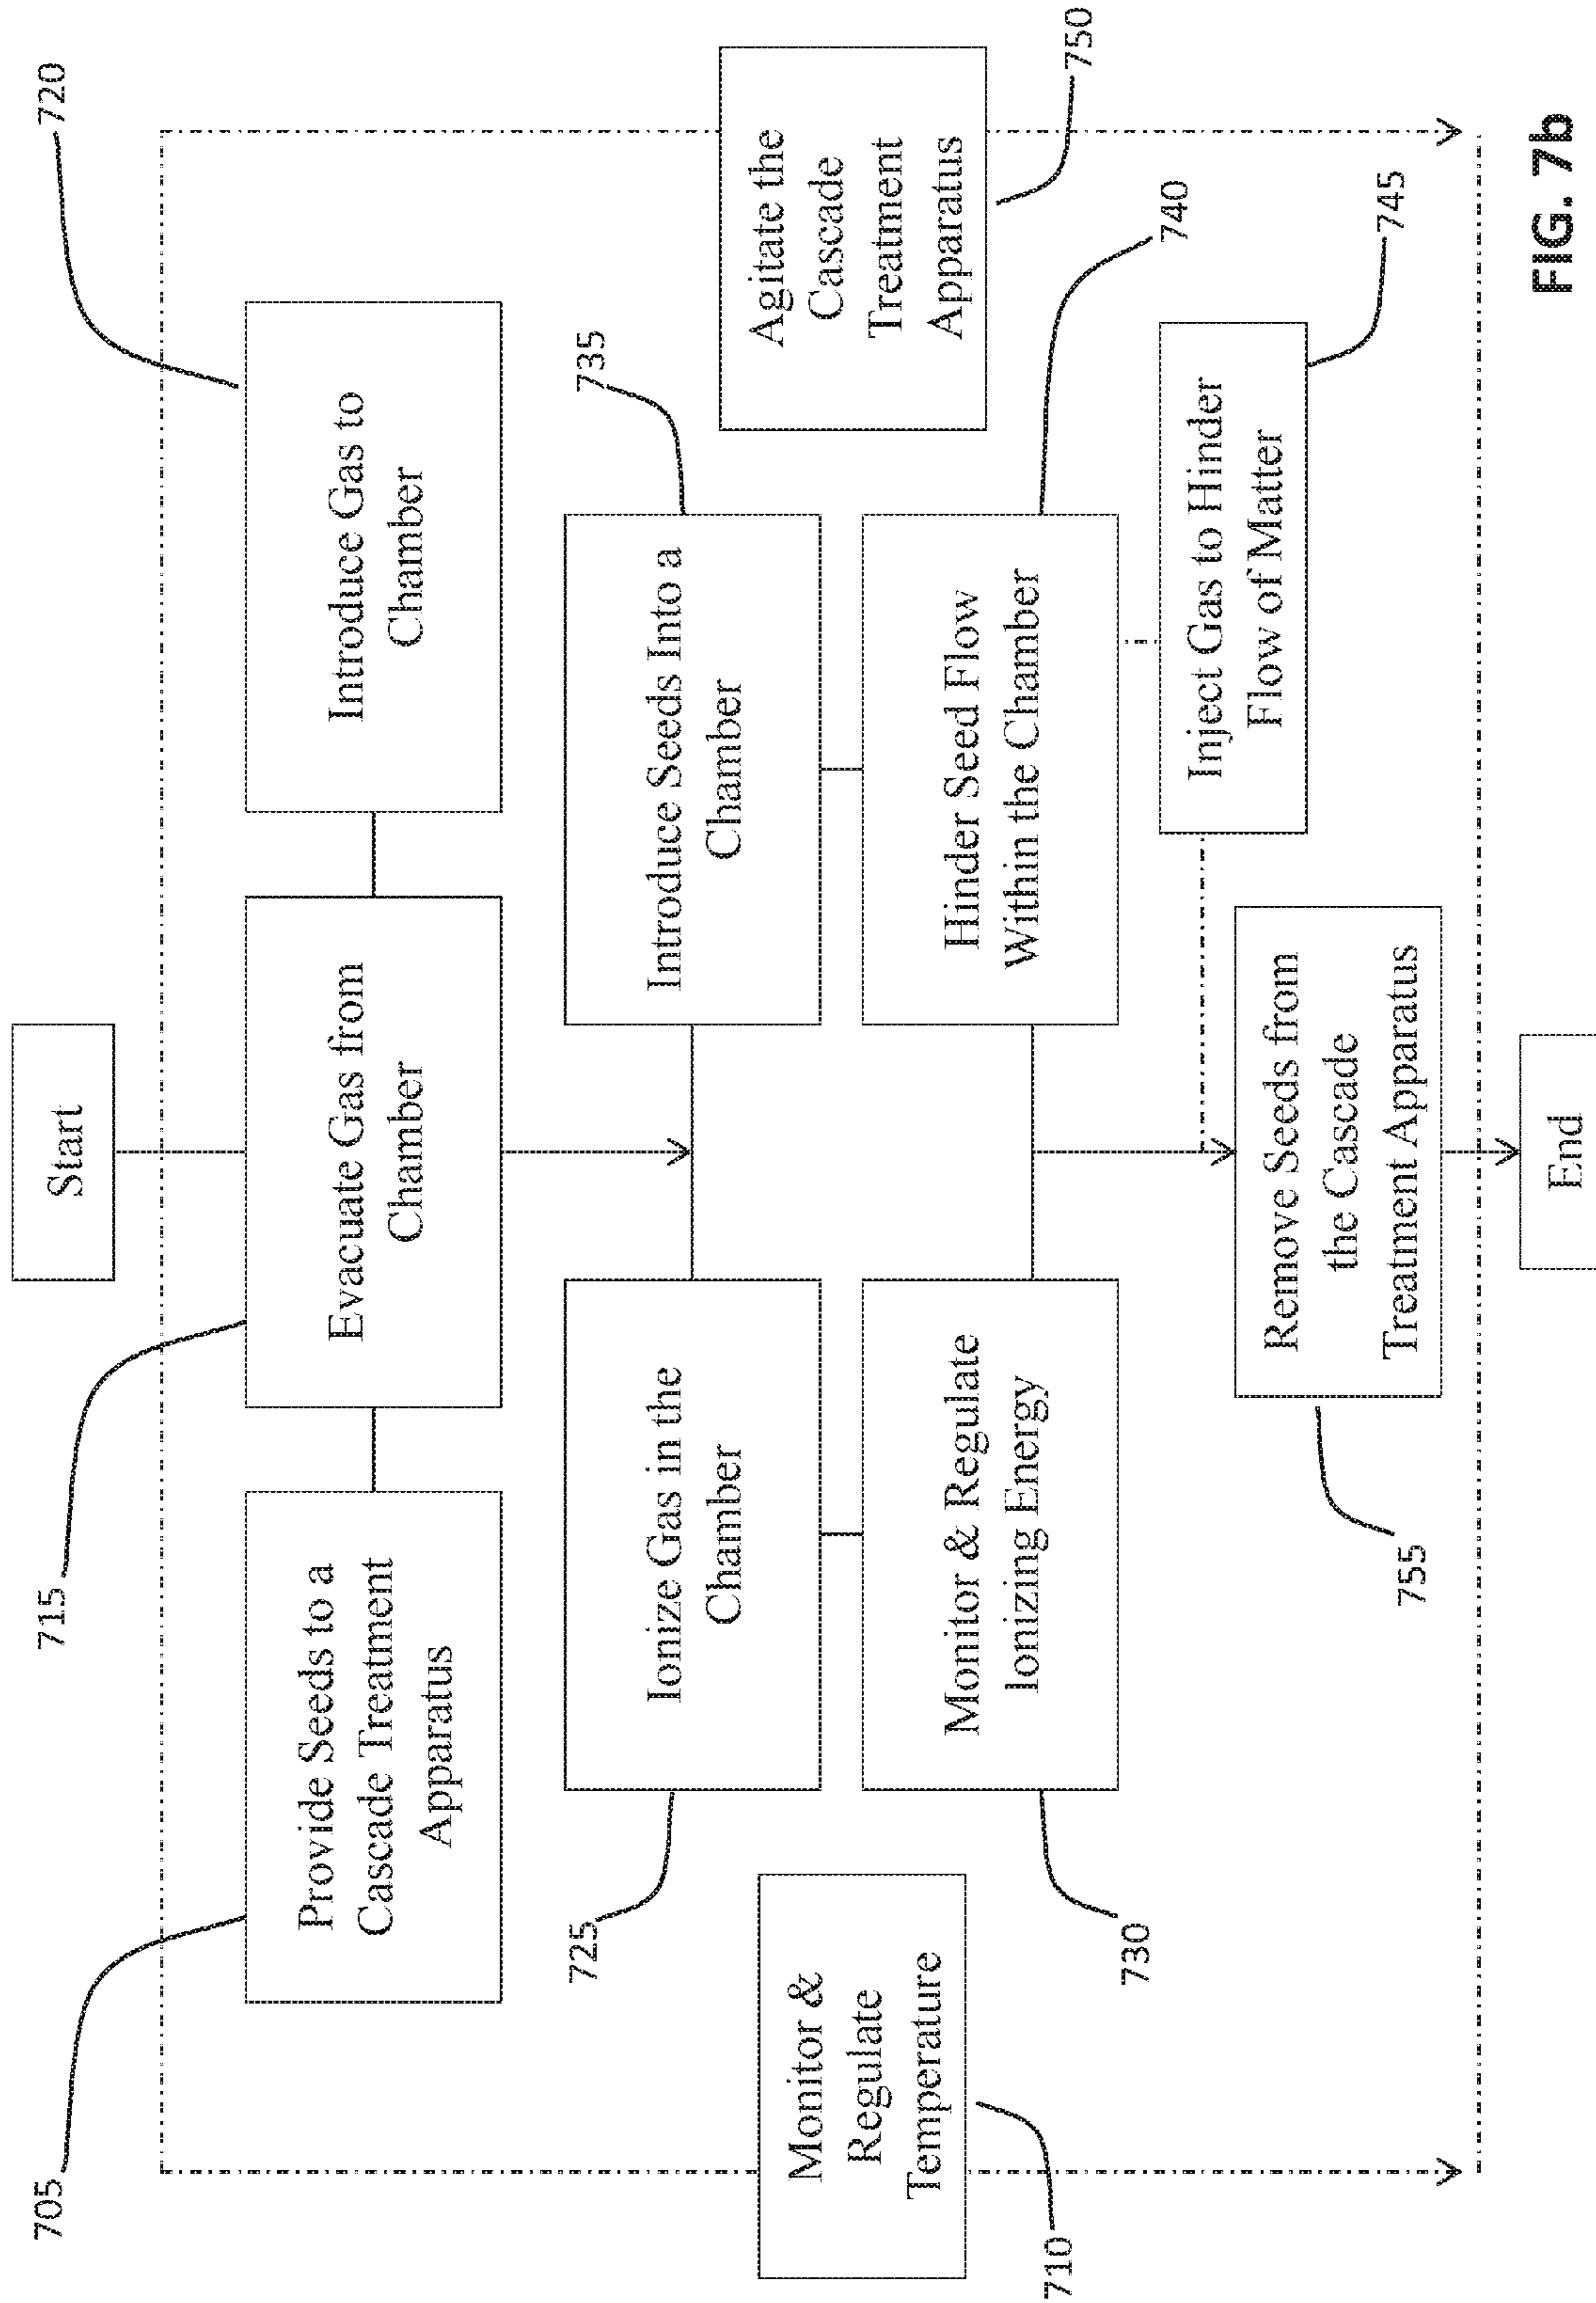 Start
705
Provide Seeds to a
Cascade Treatment
Apparatus
715
Evacuate Gas from
Chamber
720
Introduce Gas to
Chamber
725
Ionize Gas in the
Chamber
735
Introduce Seeds Into a
Chamber
710
Monitor &
Regulate
Temperature
730
Monitor & Regulate
Ionizing Energy
740
Hinder Seed Flow
Within the Chamber
750
Agitate the
Cascade
Treatment
Apparatus
745
Inject Gas to Hinder
Flow of Matter
755
Remove Seeds from
the Cascade
Treatment Apparatus
End
FIG. 7b